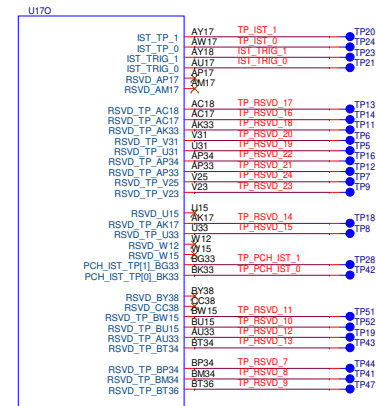 U17O
IST_TP_1 AY17 TP_IST_1 TP20
IST_TP_0 AW17 TP_IST_0 TP24
IST_TRIG_1 AY18 IST_TRIG_1 TP23
IST_TRIG_0 AU17 IST_TRIG_0 TP21
RSVD_AP17 AP17
RSVD_AM17 AM17
RSVD_TP_AC18 AC18 TP_RSVD_17 TP13
RSVD_TP_AC17 AC17 TP_RSVD_16 TP14
RSVD_TP_AK33 AK33 TP_RSVD_18 TP11
RSVD_TP_V31 V31 TP_RSVD_20 TP6
RSVD_TP_U31 U31 TP_RSVD_19 TP5
RSVD_TP_AP34 AP34 TP_RSVD_22 TP16
RSVD_TP_AP33 AP33 TP_RSVD_21 TP12
RSVD_TP_V25 V25 TP_RSVD_24 TP7
RSVD_TP_V23 V23 TP_RSVD_23 TP9
RSVD_U15 U15
RSVD_TP_AK17 AK17 TP_RSVD_14 TP18
RSVD_TP_U33 U33 TP_RSVD_15 TP8
RSVD_W12 W12
RSVD_W15 W15
PCH_IST_TP[1]_BG33 BG33 TP_PCH_IST_1 TP28
PCH_IST_TP[0]_BK33 BK33 TP_PCH_IST_0 TP42
RSVD_BY38 BY38
RSVD_CC38 CC38
RSVD_TP_BW15 BW15 TP_RSVD_11 TP51
RSVD_TP_BU15 BU15 TP_RSVD_10 TP52
RSVD_TP_AU33 AU33 TP_RSVD_12 TP19
RSVD_TP_BT34 BT34 TP_RSVD_13 TP43
RSVD_TP_BP34 BP34 TP_RSVD_7 TP44
RSVD_TP_BM34 BM34 TP_RSVD_8 TP41
RSVD_TP_BT36 BT36 TP_RSVD_9 TP47